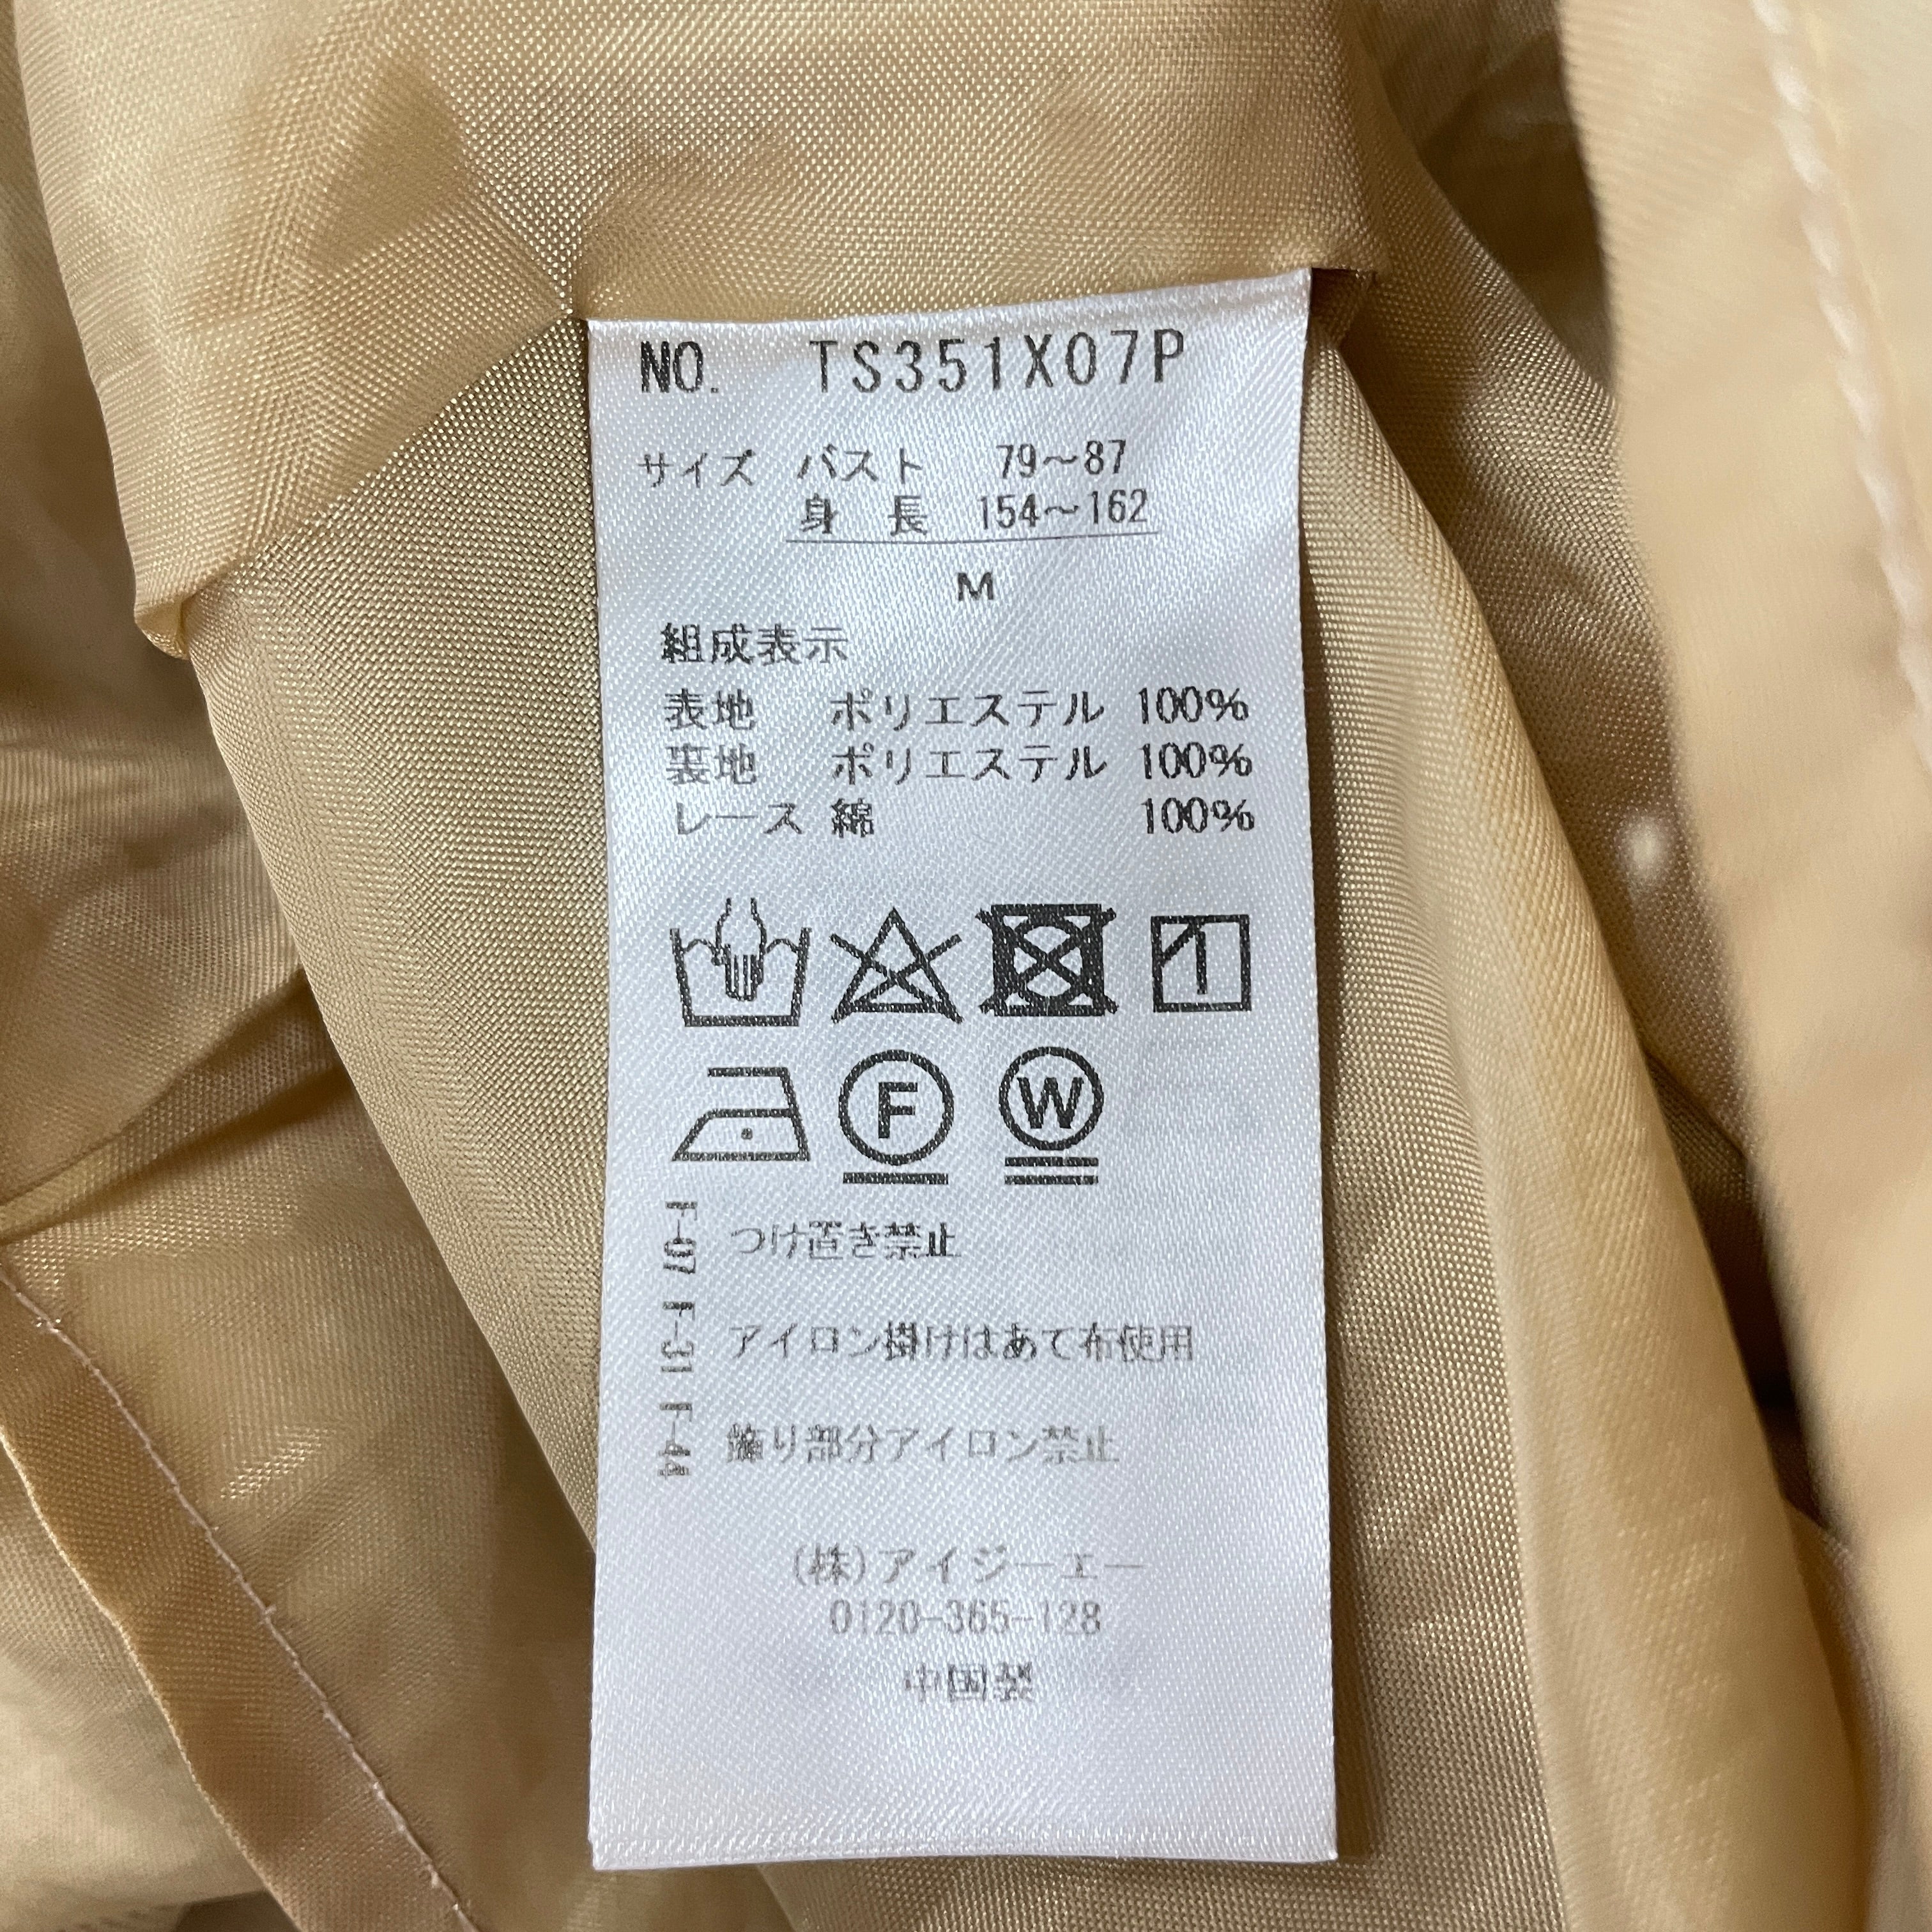 NO. TS351X07P
サイズ バスト 79〜87
身長 154〜162
M
組成表示
表地 ポリエステル 100%
裏地 ポリエステル 100%
レース 綿 100%
F
W
F-07 つけ置き禁止
F-31 アイロン掛けはあて布使用
F-44 飾り部分アイロン禁止
(株)アイジーエー
0120-365-128
中国製